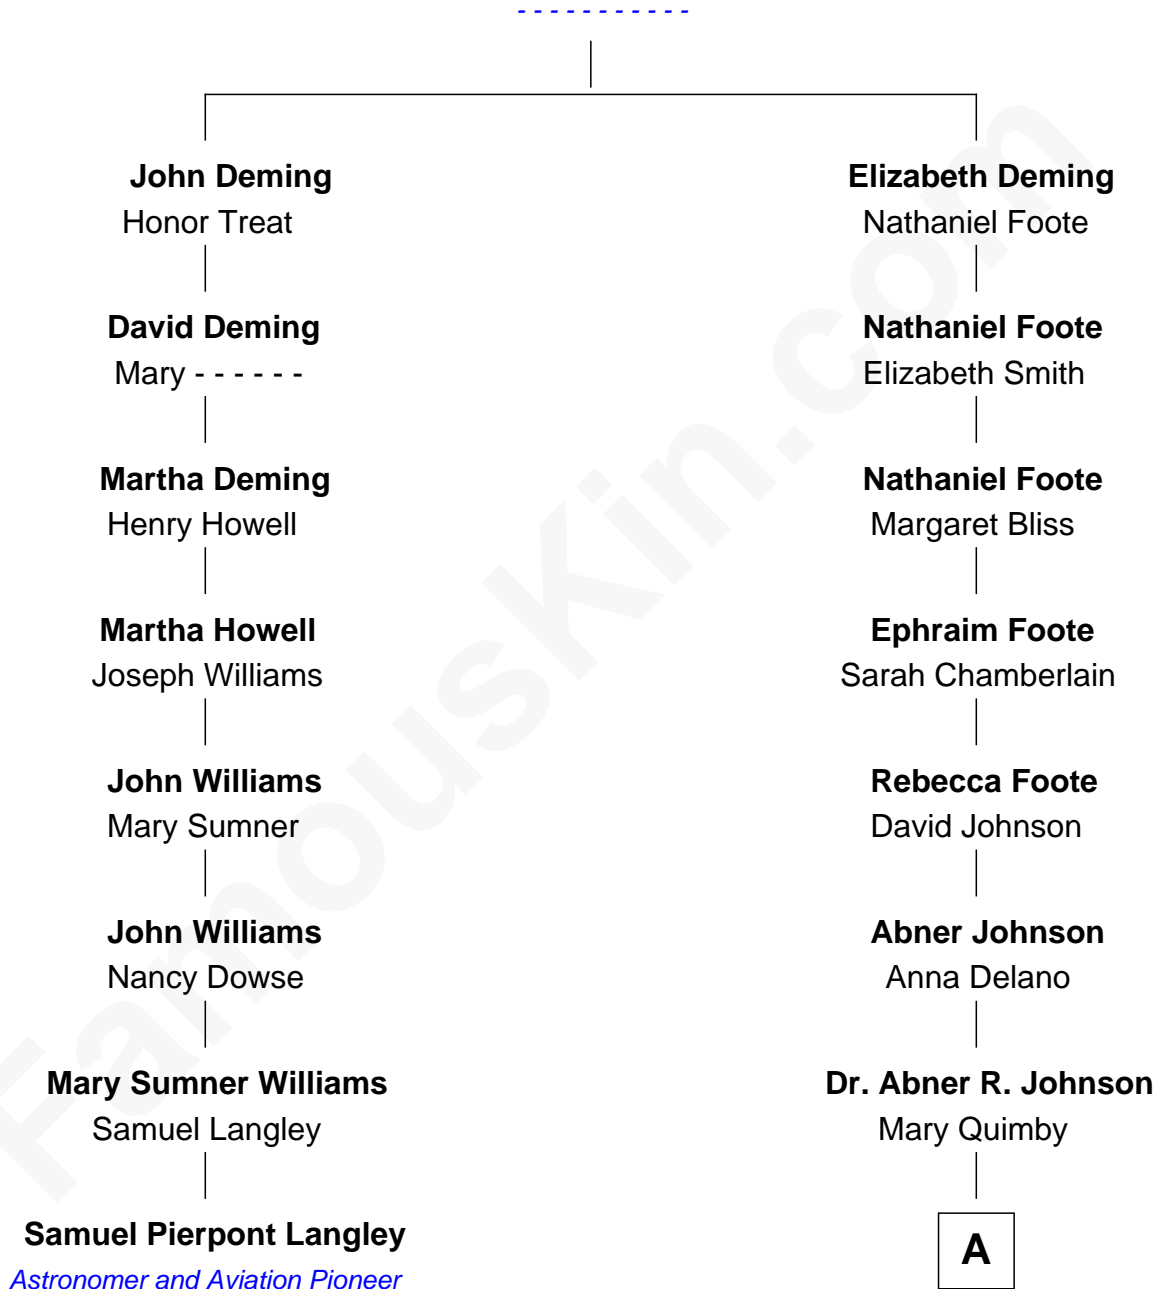 - - - - - - - - - - -
John Deming
Honor Treat
David Deming
Mary - - - - - -
Martha Deming
Henry Howell
Martha Howell
Joseph Williams
John Williams
Mary Sumner
John Williams
Nancy Dowse
Mary Sumner Williams
Samuel Langley
Samuel Pierpont Langley
Astronomer and Aviation Pioneer
Elizabeth Deming
Nathaniel Foote
Nathaniel Foote
Elizabeth Smith
Nathaniel Foote
Margaret Bliss
Ephraim Foote
Sarah Chamberlain
Rebecca Foote
David Johnson
Abner Johnson
Anna Delano
Dr. Abner R. Johnson
Mary Quimby
A
FamousKin.com